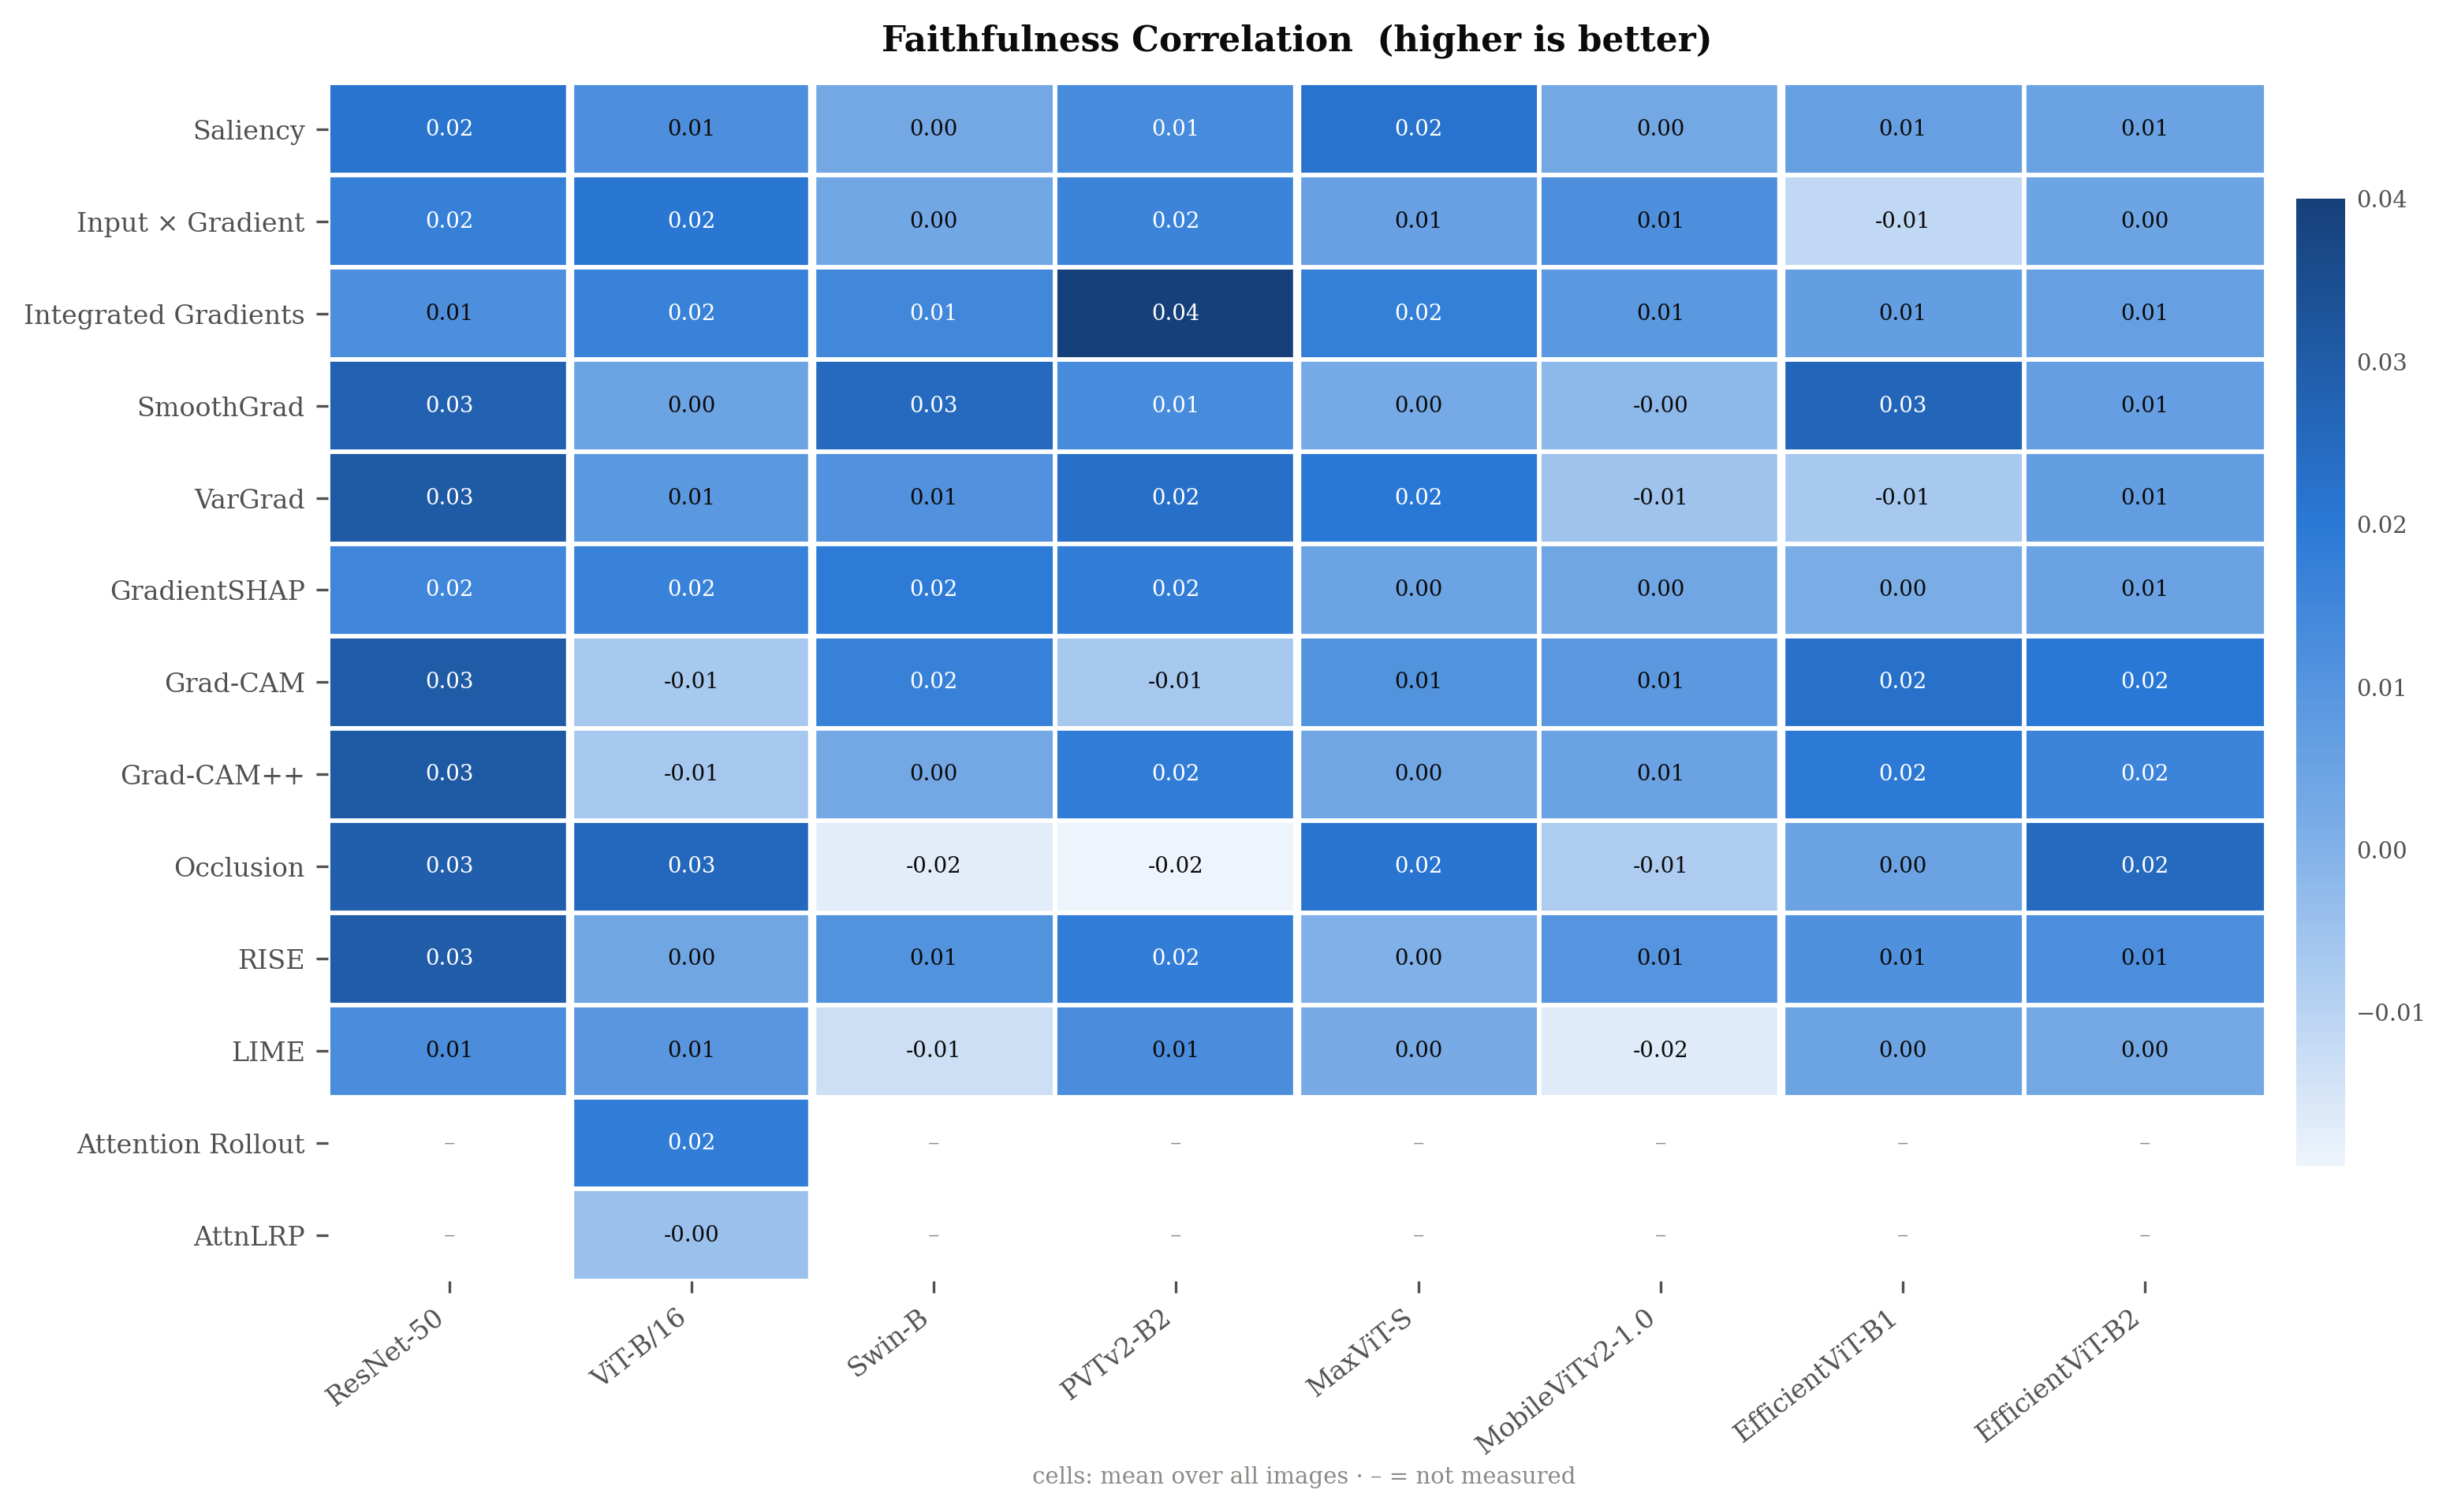 Faithfulness Correlation (higher is better)
Saliency 0.02 0.01 0.00 0.01 0.02 0.00 0.01 0.01
Input × Gradient 0.02 0.02 0.00 0.02 0.01 0.01 -0.01 0.00
Integrated Gradients 0.01 0.02 0.01 0.04 0.02 0.01 0.01 0.01
SmoothGrad 0.03 0.00 0.03 0.01 0.00 -0.00 0.03 0.01
VarGrad 0.03 0.01 0.01 0.02 0.02 -0.01 -0.01 0.01
GradientSHAP 0.02 0.02 0.02 0.02 0.00 0.00 0.00 0.01
Grad-CAM 0.03 -0.01 0.02 -0.01 0.01 0.01 0.02 0.02
Grad-CAM++ 0.03 -0.01 0.00 0.02 0.00 0.01 0.02 0.02
Occlusion 0.03 0.03 -0.02 -0.02 0.02 -0.01 0.00 0.02
RISE 0.03 0.00 0.01 0.02 0.00 0.01 0.01 0.01
LIME 0.01 0.01 -0.01 0.01 0.00 -0.02 0.00 0.00
Attention Rollout – 0.02 – – – – – –
AttnLRP – -0.00 – – – – – –
ResNet-50 ViT-B/16 Swin-B PVTv2-B2 MaxViT-S MobileViTv2-1.0 EfficientViT-B1 EfficientViT-B2
0.04
0.03
0.02
0.01
0.00
−0.01
cells: mean over all images · – = not measured